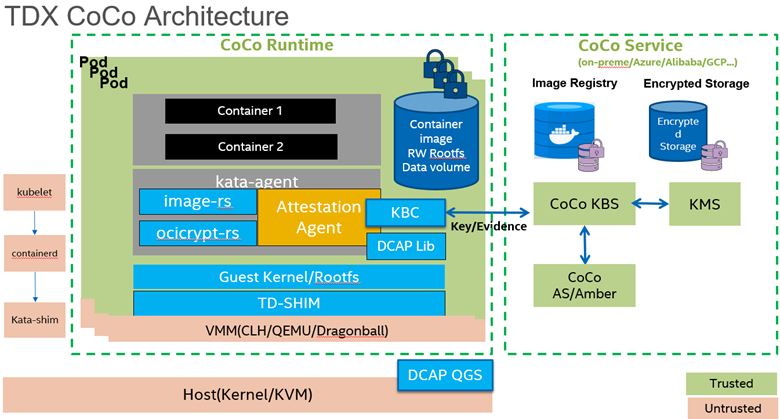 TDX CoCo Architecture
CoCo Runtime
Pod
Pod
Pod
Container 1
Container 2
Container
image
RW Rootfs
Data volume
kata-agent
image-rs
ocicrypt-rs
Attestation
Agent
KBC
DCAP Lib
Guest Kernel/Rootfs
TD-SHIM
VMM(CLH/QEMU/Dragonball)
kubelet
containerd
Kata-shim
Host(Kernel/KVM)
DCAP QGS
Key/Evidence
CoCo Service
(on-preme/Azure/Alibaba/GCP...)
Image Registry
Encrypted Storage
Encrypte
d
Storage
CoCo KBS
KMS
CoCo
AS/Amber
Trusted
Untrusted